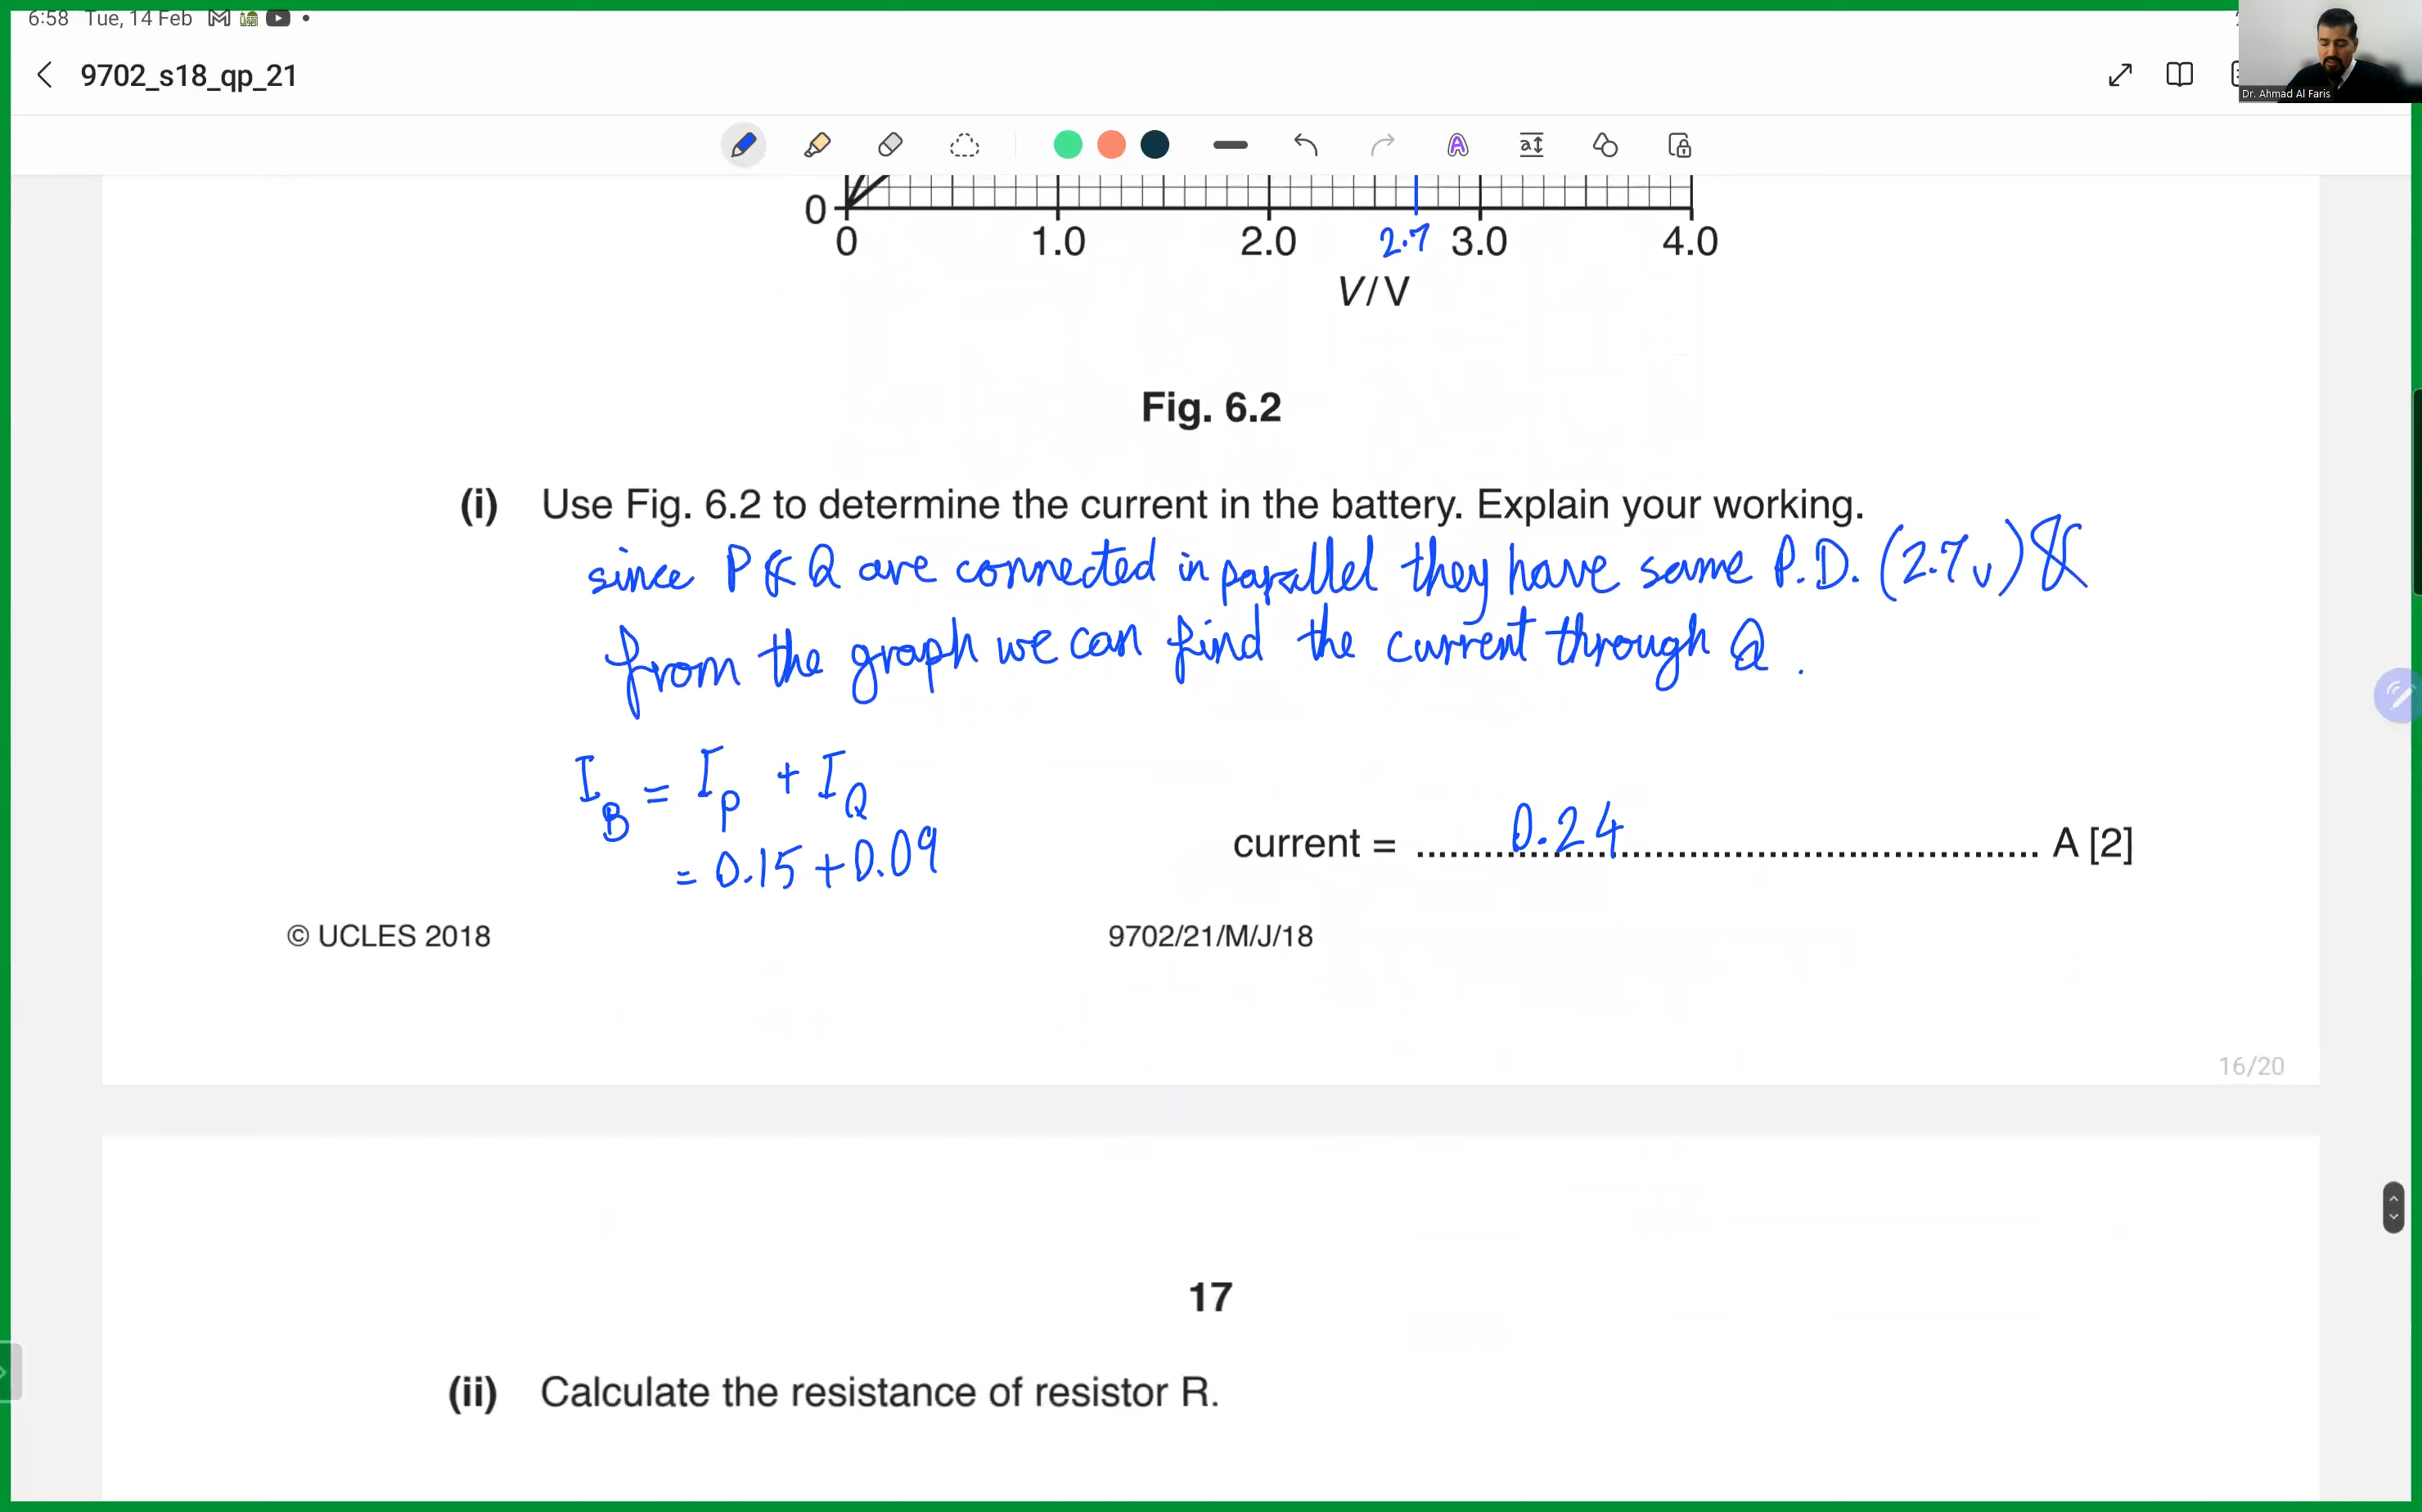 6:58 Tue, 14 Feb
9702_s18_qp_21
Dr. Ahmad Al Faris
0
0 1.0 2.0 2.7 3.0 4.0
V/V
Fig. 6.2
(i) Use Fig. 6.2 to determine the current in the battery. Explain your working.
since P & Q are connected in parallel they have same P.D. (2.7 v) &
from the graph we can find the current through Q.
I_B = I_P + I_Q
= 0.15 + 0.09
current = 0.24 A [2]
© UCLES 2018 9702/21/M/J/18
16/20
17
(ii) Calculate the resistance of resistor R.